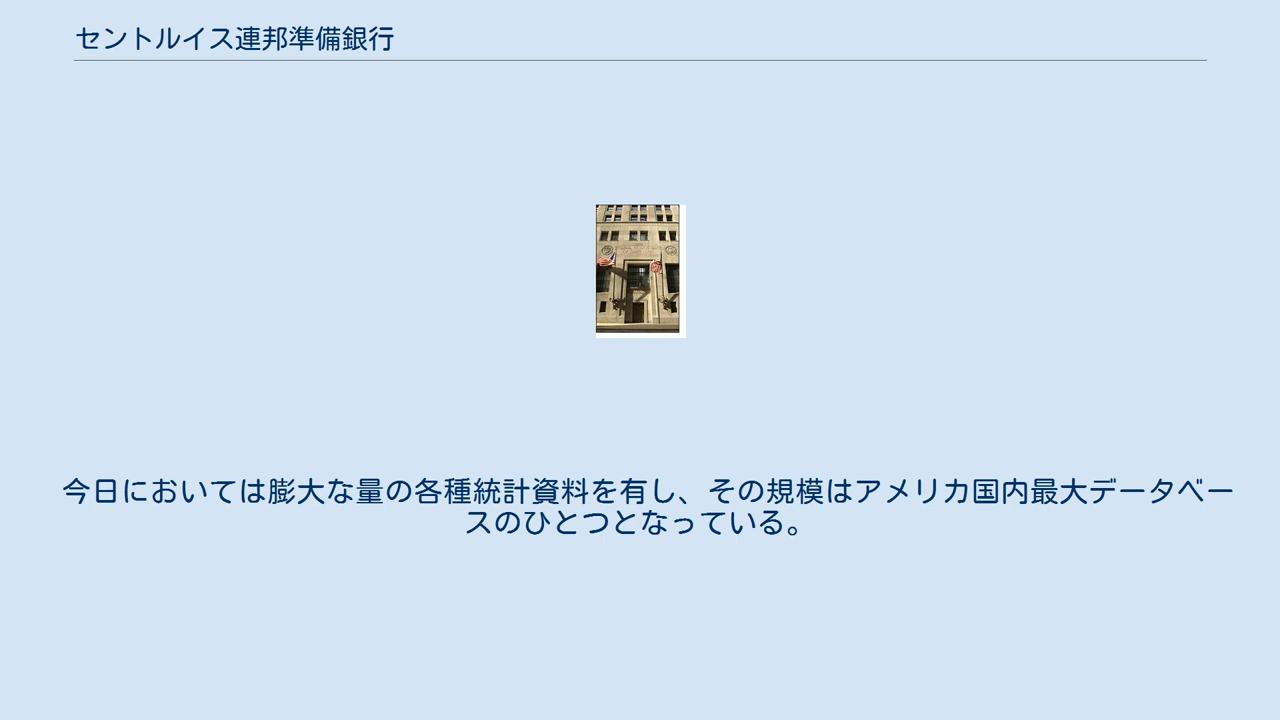 セントルイス連邦準備銀行
今日においては膨大な量の各種統計資料を有し、その規模はアメリカ国内最大データベー
スのひとつとなっている。